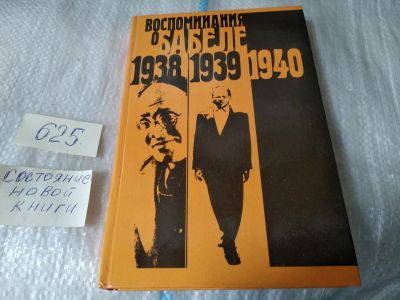 ВОСПОМИНАНИЯ
О БАБЕЛЕ
1938 1939 1940
625.
Состояние
новой
книги